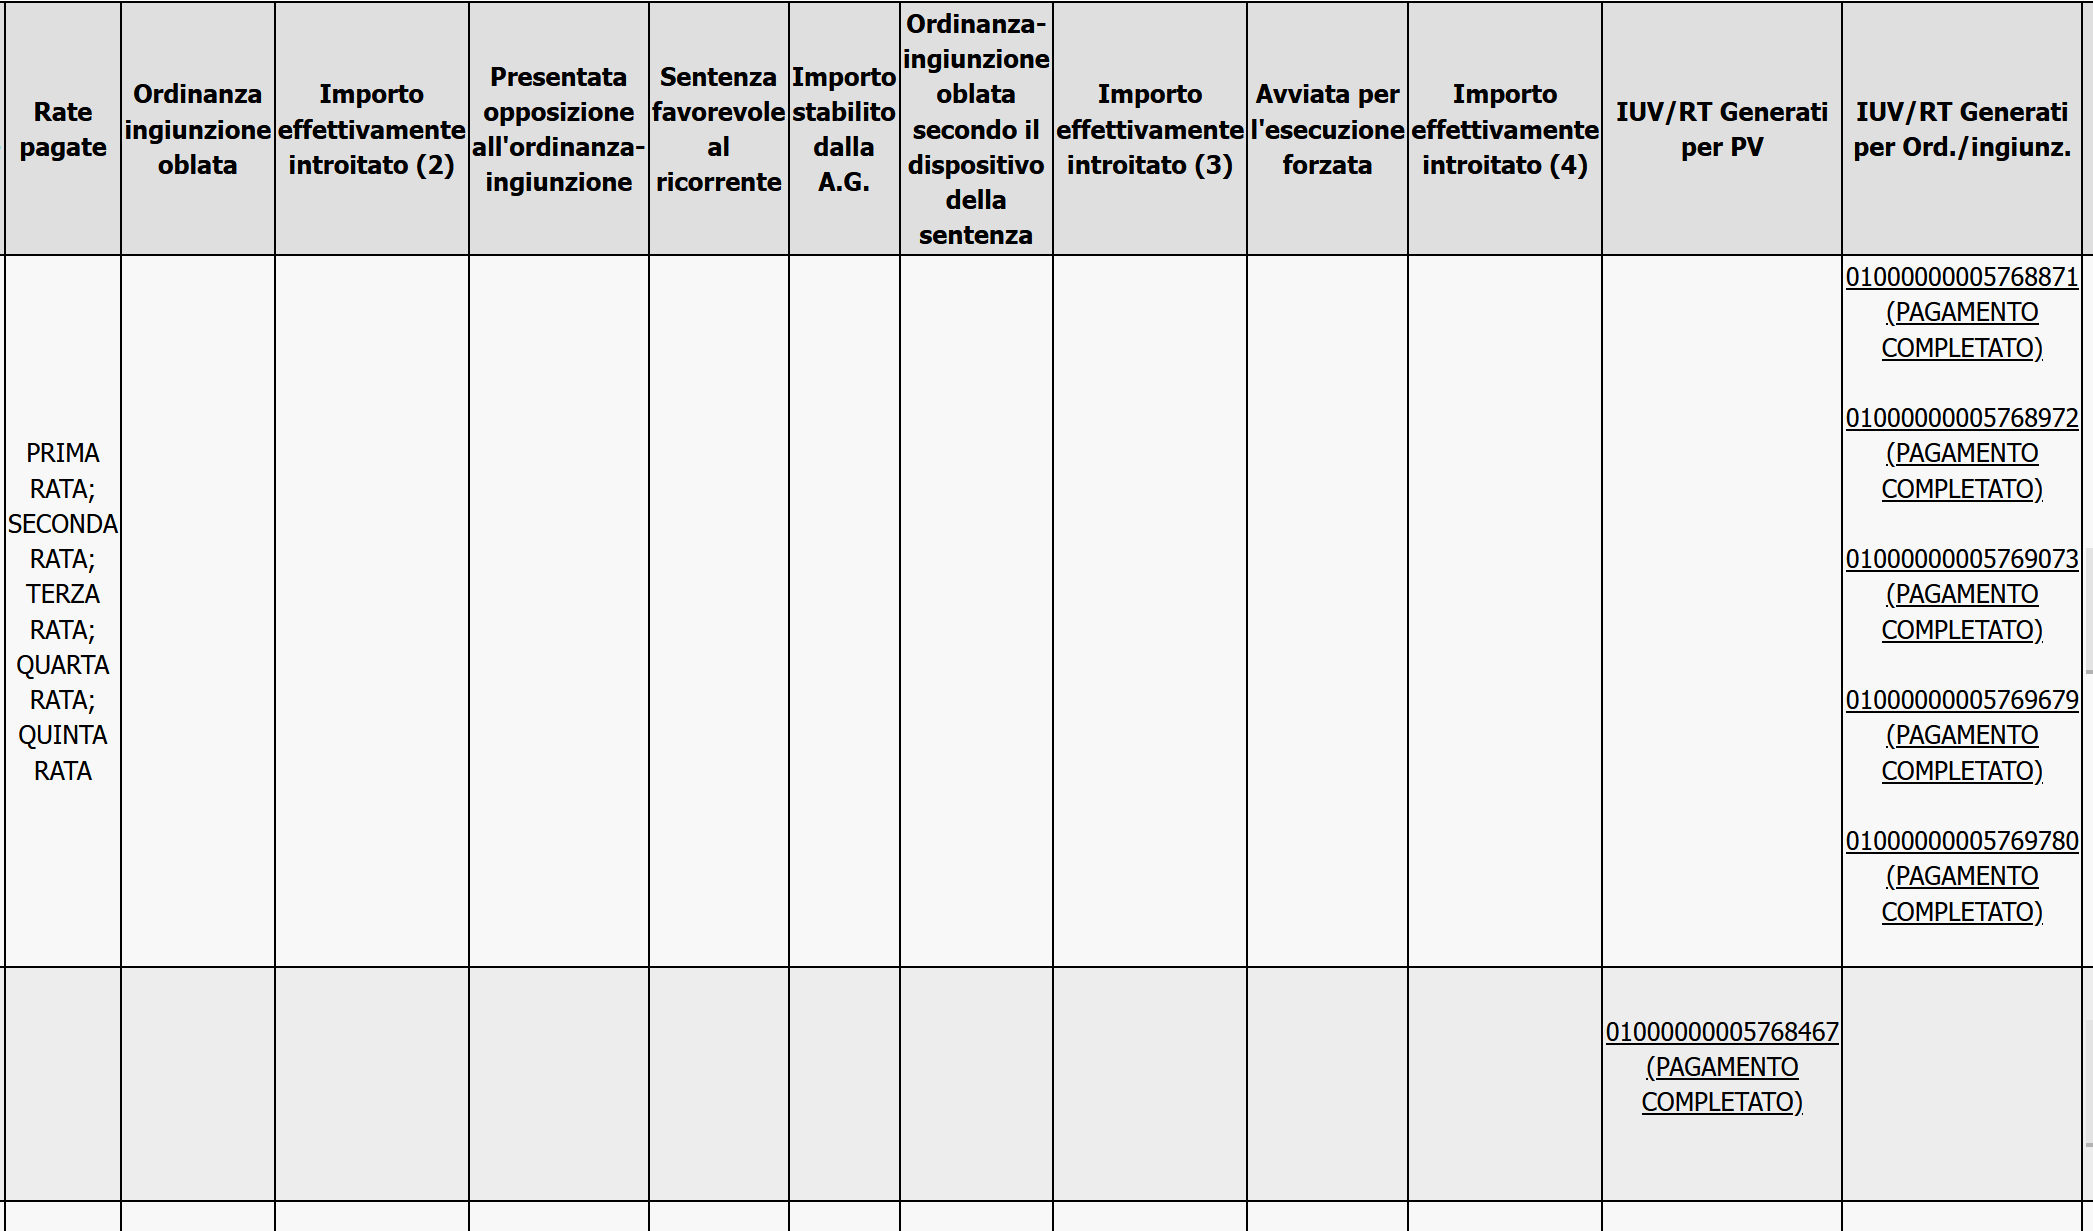 Rate
pagate
Ordinanza
ingiunzione
oblata
Importo
effettivamente
introitato (2)
Presentata
opposizione
all'ordinanza-
ingiunzione
Sentenza
favorevole
al
ricorrente
Importo
stabilito
dalla
A.G.
Ordinanza-
ingiunzione
oblata
secondo il
dispositivo
della
sentenza
Importo
effettivamente
introitato (3)
Avviata per
l'esecuzione
forzata
Importo
effettivamente
introitato (4)
IUV/RT Generati
per PV
IUV/RT Generati
per Ord./ingiunz.
PRIMA
RATA;
SECONDA
RATA;
TERZA
RATA;
QUARTA
RATA;
QUINTA
RATA
01000000005768871
(PAGAMENTO
COMPLETATO)
01000000005768972
(PAGAMENTO
COMPLETATO)
01000000005769073
(PAGAMENTO
COMPLETATO)
01000000005769679
(PAGAMENTO
COMPLETATO)
01000000005769780
(PAGAMENTO
COMPLETATO)
01000000005768467
(PAGAMENTO
COMPLETATO)